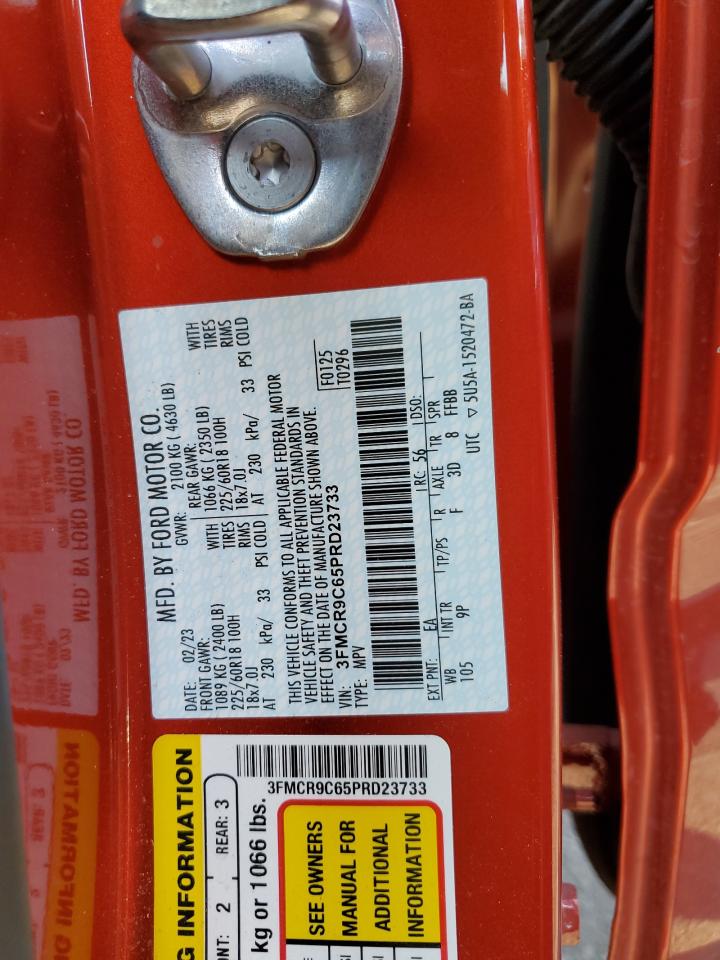 MFD. BY FORD MOTOR CO.
DATE: 02/23 GVWR: 2100 KG ( 4630 LB)
FRONT GAWR: REAR GAWR: WITH
1089 KG ( 2400 LB) WITH 1066 KG ( 2350 LB) TIRES
225/60R18 100H TIRES 225/60R18 100H RIMS
18x7.0J RIMS 18x7.0J
AT 230 kPa/ 33 PSI COLD AT 230 kPa/ 33 PSI COLD
THIS VEHICLE CONFORMS TO ALL APPLICABLE FEDERAL MOTOR
VEHICLE SAFETY AND THEFT PREVENTION STANDARDS IN
EFFECT ON THE DATE OF MANUFACTURE SHOWN ABOVE.
VIN: 3FMCR9C65PRD23733
TYPE: MPV
F0125
T0296
EXT PNT: EA RC: 56 DSO:
WB INT TR TP/PS R AXLE TR SPR
105 9P F 3D 8 FFBB
UTC ▽ 5U5A-1520472-BA
G INFORMATION
3FMCR9C65PRD23733
NT: 2 REAR: 3
kg or 1066 lbs.
SEE OWNERS
MANUAL FOR
ADDITIONAL
INFORMATION